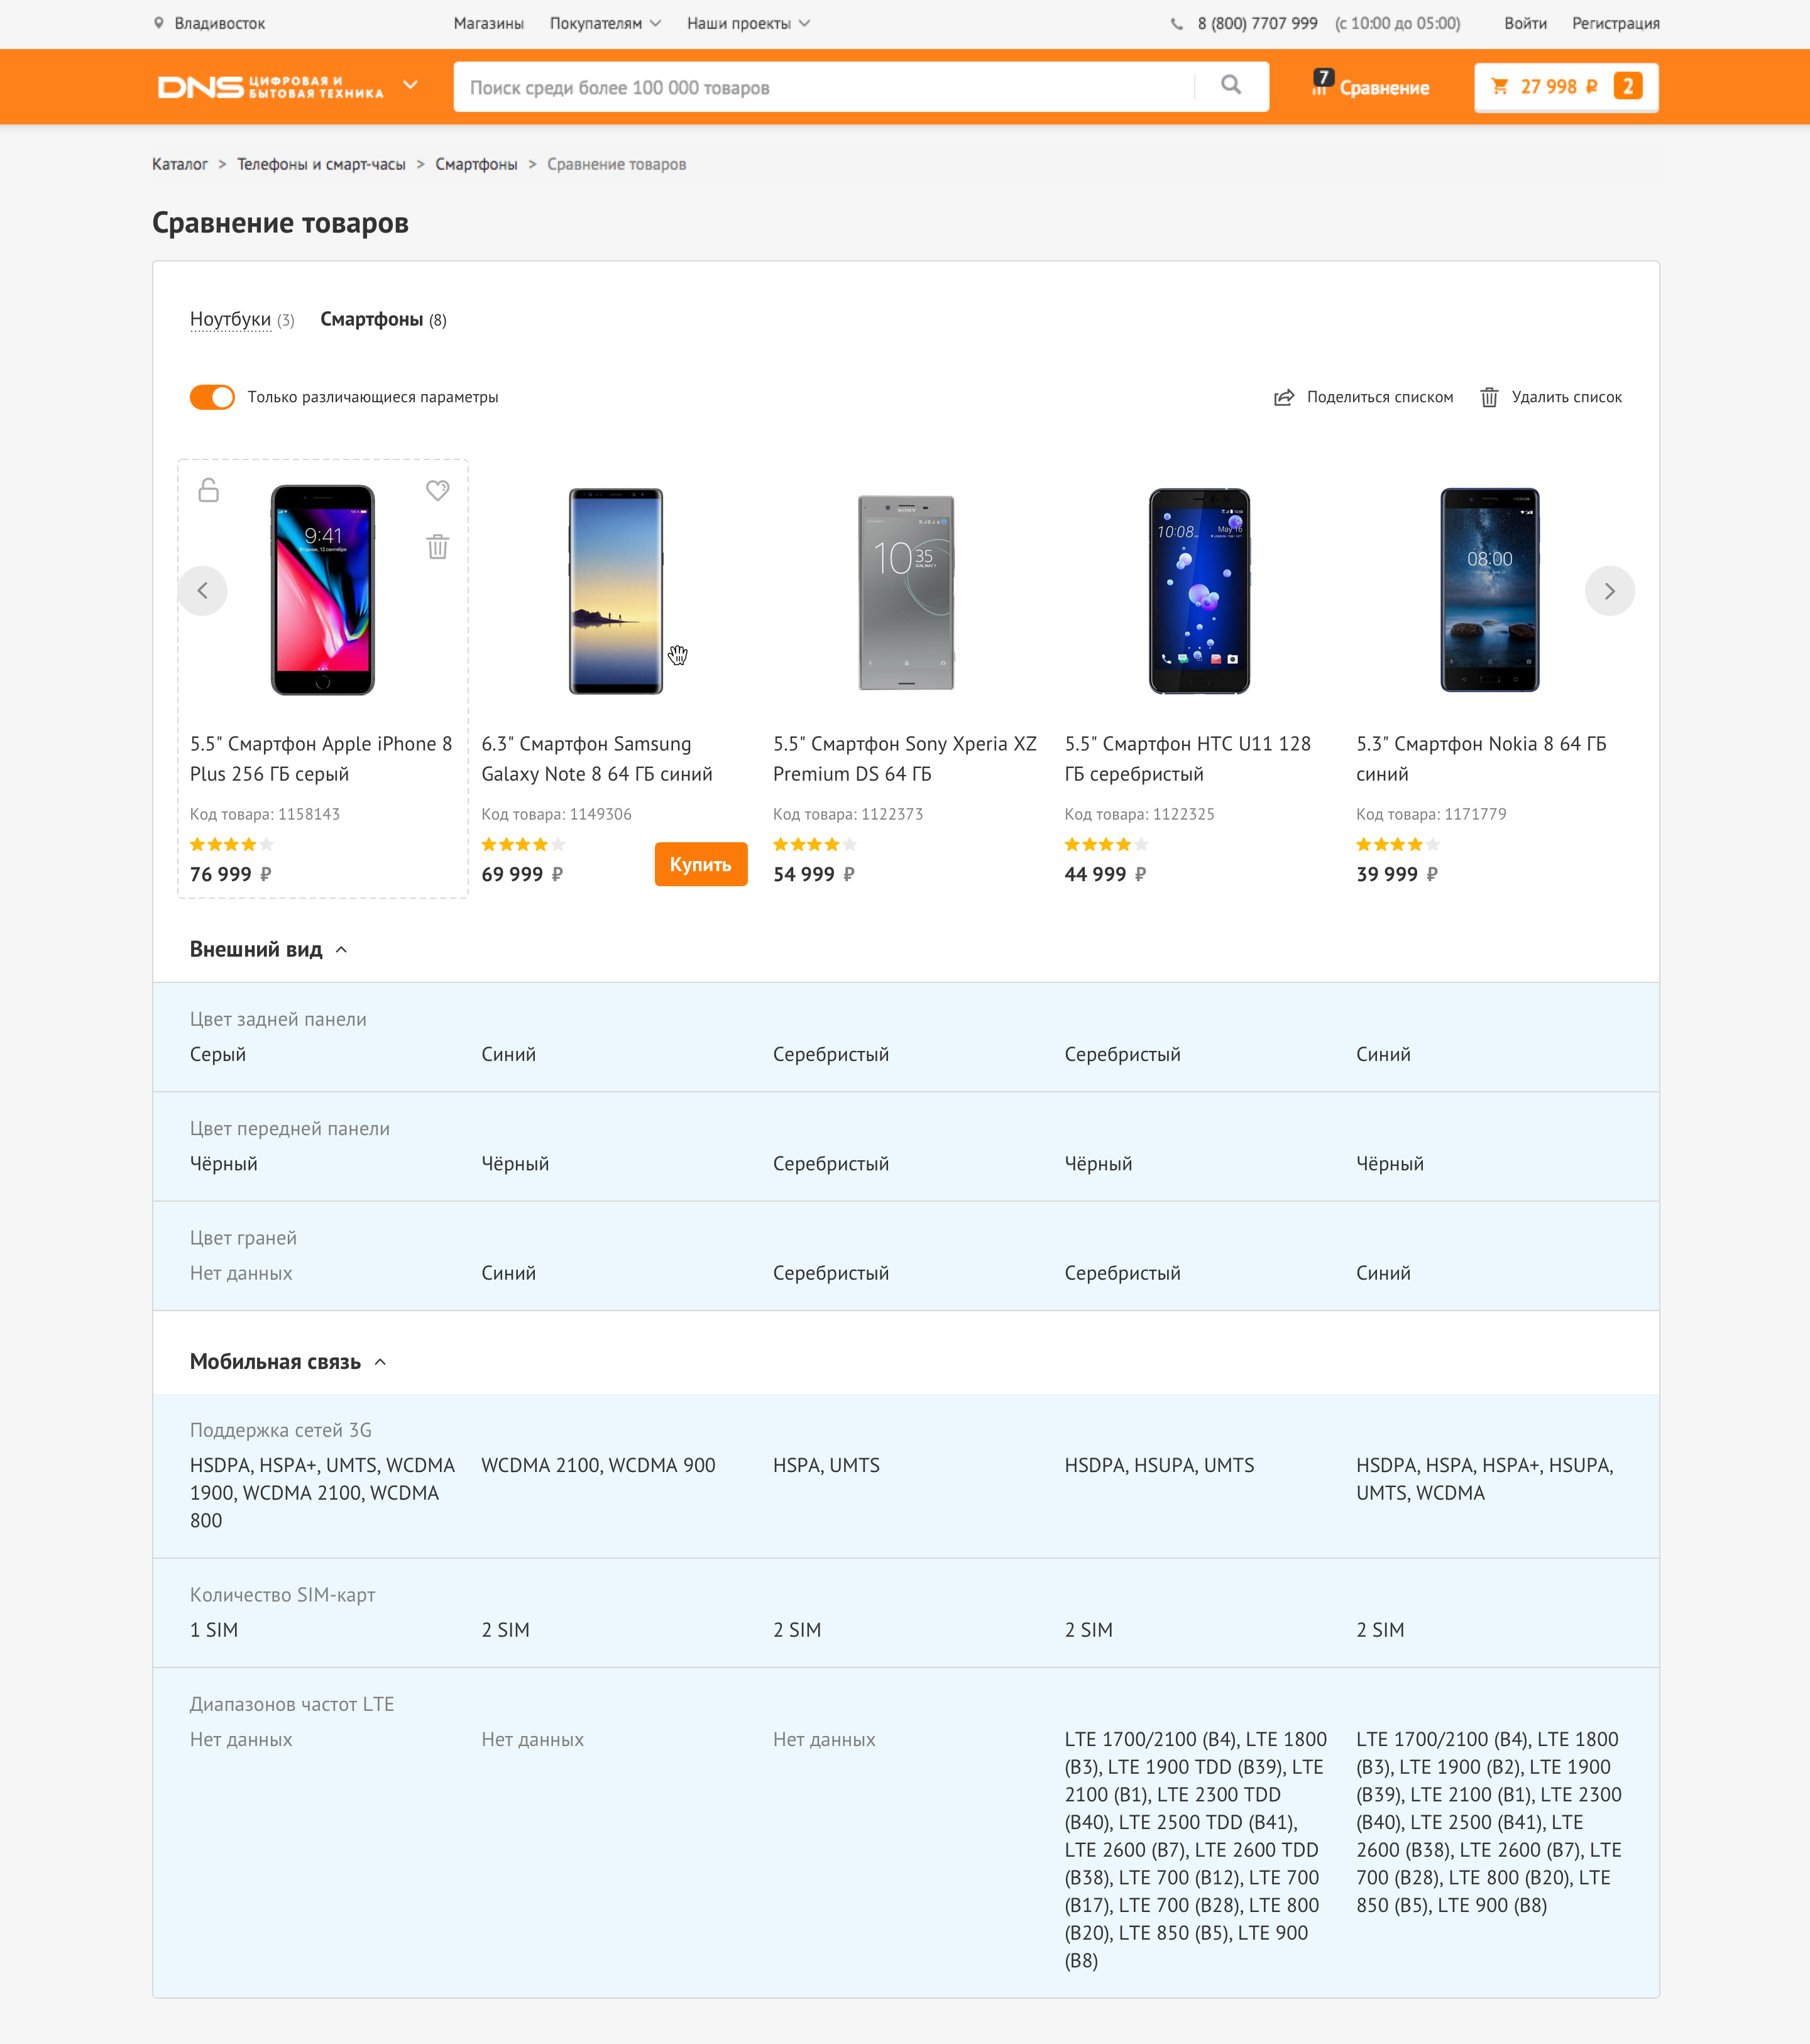 Владивосток
Магазины Покупателям Наши проекты
8 (800) 7707 999 (с 10:00 до 05:00)
Войти Регистрация
DNS ЦИФРОВАЯ И
БЫТОВАЯ ТЕХНИКА
Поиск среди более 100 000 товаров
7
Сравнение
27 998 ₽ 2
Каталог > Телефоны и смарт-часы > Смартфоны > Сравнение товаров
Сравнение товаров
Ноутбуки (3) Смартфоны (8)
Только различающиеся параметры
Поделиться списком Удалить список
9:41
Вторник, 12 сентября
SONY
10 35
10:08 May 16
NOKIA
08:00
5.5" Смартфон Apple iPhone 8
Plus 256 ГБ серый
Код товара: 1158143
76 999 ₽
6.3" Смартфон Samsung
Galaxy Note 8 64 ГБ синий
Код товара: 1149306
69 999 ₽
Купить
5.5" Смартфон Sony Xperia XZ
Premium DS 64 ГБ
Код товара: 1122373
54 999 ₽
5.5" Смартфон HTC U11 128
ГБ серебристый
Код товара: 1122325
44 999 ₽
5.3" Смартфон Nokia 8 64 ГБ
синий
Код товара: 1171779
39 999 ₽
Внешний вид
Цвет задней панели
Серый Синий Серебристый Серебристый Синий
Цвет передней панели
Чёрный Чёрный Серебристый Чёрный Чёрный
Цвет граней
Нет данных Синий Серебристый Серебристый Синий
Мобильная связь
Поддержка сетей 3G
HSDPA, HSPA+, UMTS, WCDMA
1900, WCDMA 2100, WCDMA
800
WCDMA 2100, WCDMA 900
HSPA, UMTS
HSDPA, HSUPA, UMTS
HSDPA, HSPA, HSPA+, HSUPA,
UMTS, WCDMA
Количество SIM-карт
1 SIM 2 SIM 2 SIM 2 SIM 2 SIM
Диапазонов частот LTE
Нет данных Нет данных Нет данных
LTE 1700/2100 (B4), LTE 1800
(B3), LTE 1900 TDD (B39), LTE
2100 (B1), LTE 2300 TDD
(B40), LTE 2500 TDD (B41),
LTE 2600 (B7), LTE 2600 TDD
(B38), LTE 700 (B12), LTE 700
(B17), LTE 700 (B28), LTE 800
(B20), LTE 850 (B5), LTE 900
(B8)
LTE 1700/2100 (B4), LTE 1800
(B3), LTE 1900 (B2), LTE 1900
(B39), LTE 2100 (B1), LTE 2300
(B40), LTE 2500 (B41), LTE
2600 (B38), LTE 2600 (B7), LTE
700 (B28), LTE 800 (B20), LTE
850 (B5), LTE 900 (B8)